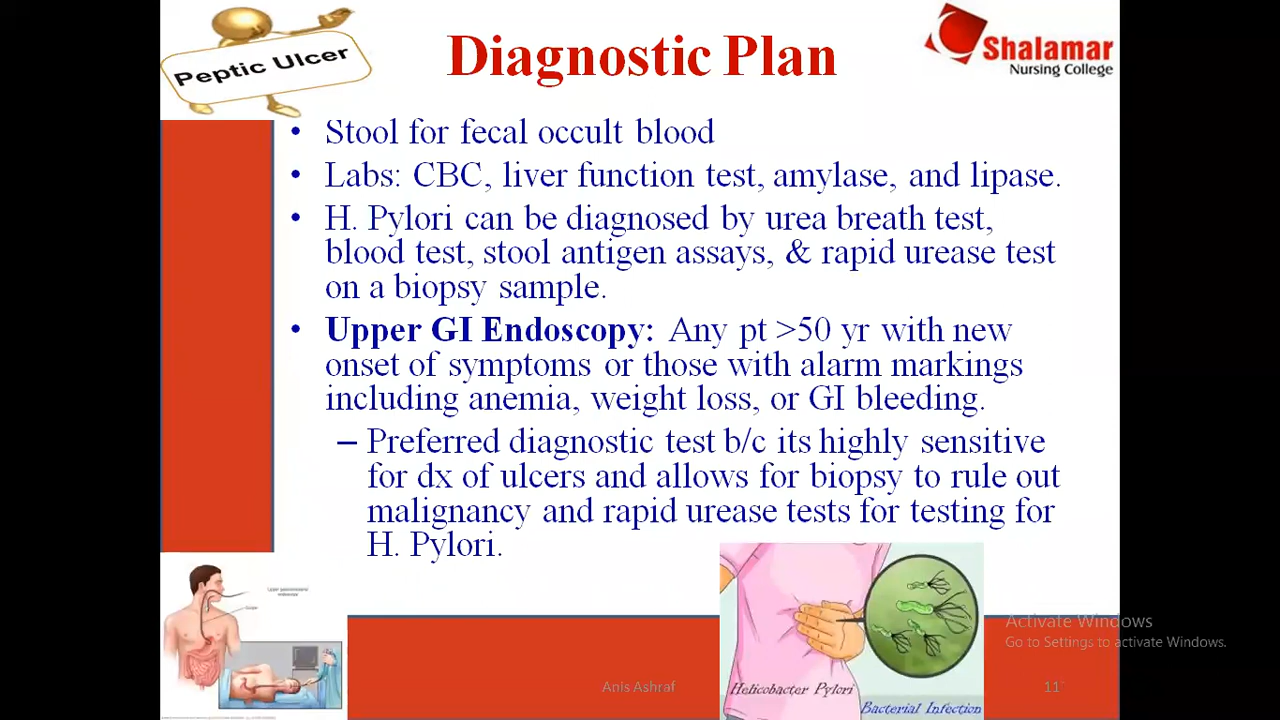 Peptic Ulcer
Diagnostic Plan
Shalamar
Nursing College
• Stool for fecal occult blood
• Labs: CBC, liver function test, amylase, and lipase.
• H. Pylori can be diagnosed by urea breath test,
blood test, stool antigen assays, & rapid urease test
on a biopsy sample.
• Upper GI Endoscopy: Any pt >50 yr with new
onset of symptoms or those with alarm markings
including anemia, weight loss, or GI bleeding.
– Preferred diagnostic test b/c its highly sensitive
for dx of ulcers and allows for biopsy to rule out
malignancy and rapid urease tests for testing for
H. Pylori.
Helicobacter Pylori
Bacterial Infection
Anis Ashraf
11
Activate Windows
Go to Settings to activate Windows.